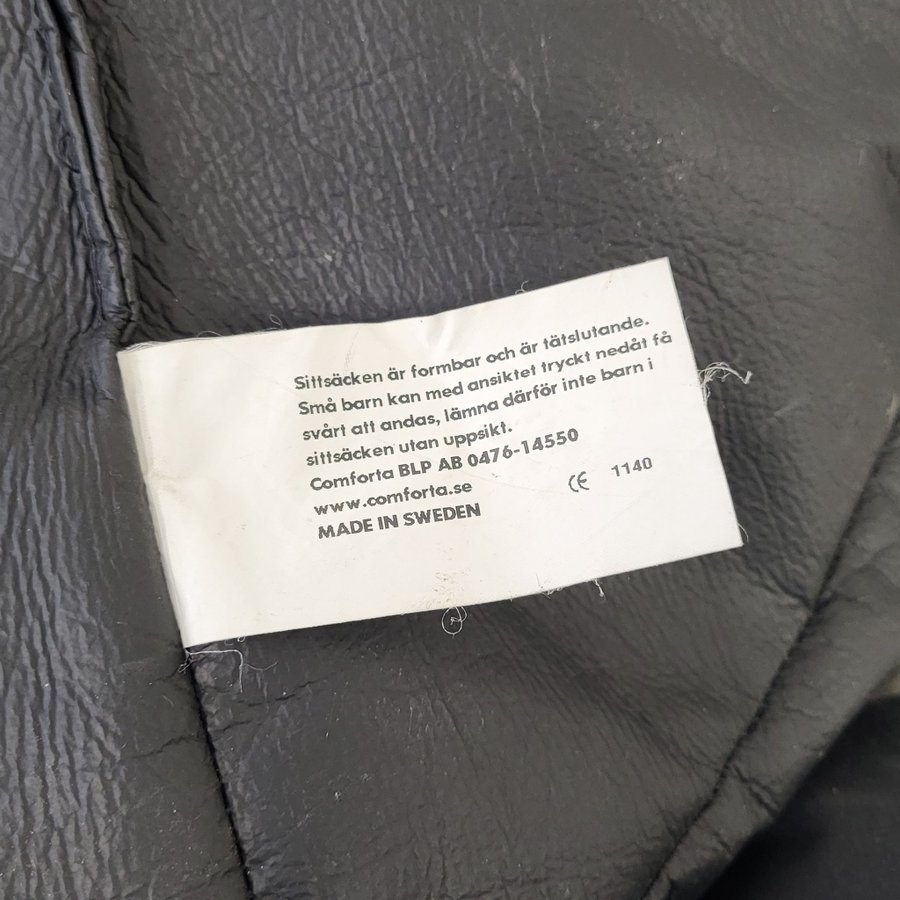 Sittsäcken är formbar och är tätslutande.
Små barn kan med ansiktet tryckt nedåt få
svårt att andas, lämna därför inte barn i
sittsäcken utan uppsikt.
Comforta BLP AB 0476-14550
www.comforta.se
MADE IN SWEDEN
CE 1140